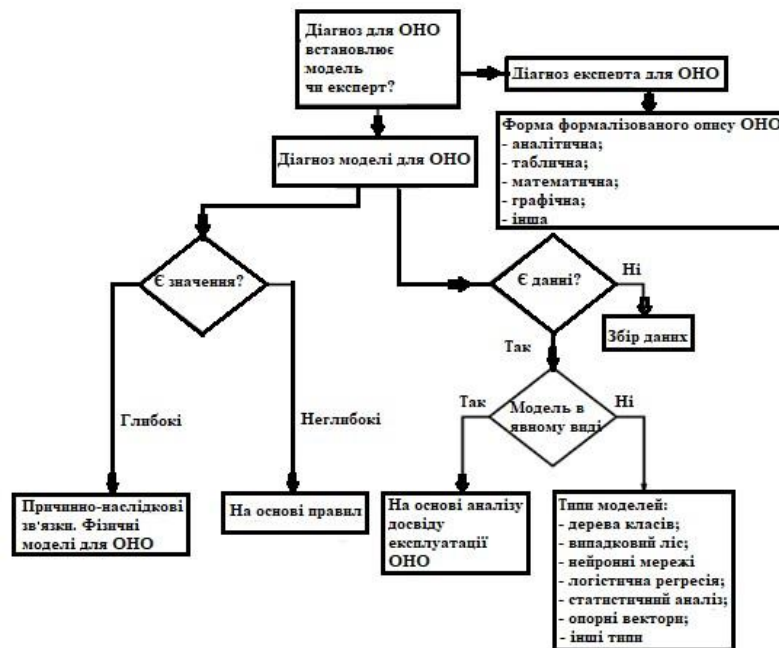 Діагноз для ОНО
встановлює
модель
чи експерт?
Діагноз експерта для ОНО
Форма формалізованого опису ОНО
- аналітична;
- таблична;
- математична;
- графічна;
- інша
Діагноз моделі для ОНО
Є значення?
Є данні?
Ні
Збір даних
Так
Глибокі
Неглибокі
Так
Модель в
явному виді
Ні
Причинно-наслідкові
зв'язки. Фізичні
моделі для ОНО
На основі правил
На основі аналізу
досвіду
експлуатації
ОНО
Типи моделей:
- дерева класів;
- випадковий ліс;
- нейронні мережі
- логістична регресія;
- статистичний аналіз;
- опорні вектори;
- інші типи